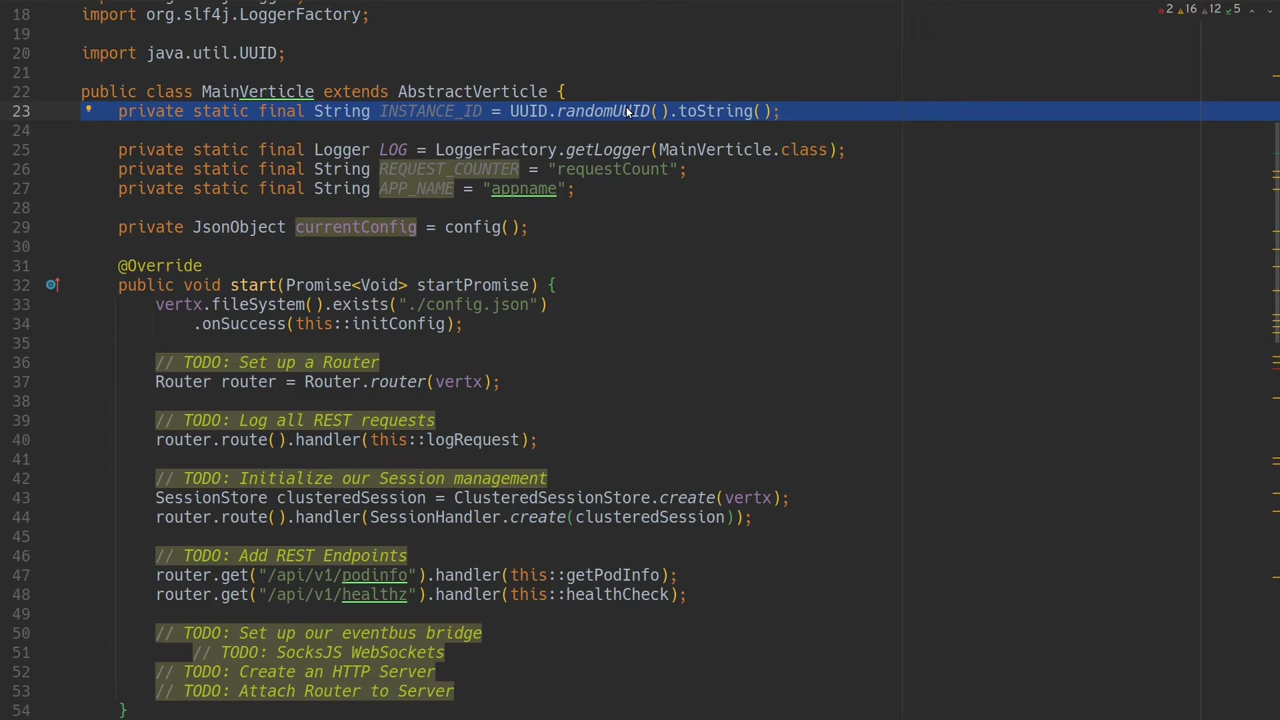 18 import org.slf4j.LoggerFactory;
2 16 12 5
19
20 import java.util.UUID;
21
22 public class MainVerticle extends AbstractVerticle {
23 private static final String INSTANCE_ID = UUID.randomUUID().toString();
24
25 private static final Logger LOG = LoggerFactory.getLogger(MainVerticle.class);
26 private static final String REQUEST_COUNTER = "requestCount";
27 private static final String APP_NAME = "appname";
28
29 private JsonObject currentConfig = config();
30
31 @Override
32 public void start(Promise<Void> startPromise) {
33 vertx.fileSystem().exists("./config.json")
34 .onSuccess(this::initConfig);
35
36 // TODO: Set up a Router
37 Router router = Router.router(vertx);
38
39 // TODO: Log all REST requests
40 router.route().handler(this::logRequest);
41
42 // TODO: Initialize our Session management
43 SessionStore clusteredSession = ClusteredSessionStore.create(vertx);
44 router.route().handler(SessionHandler.create(clusteredSession));
45
46 // TODO: Add REST Endpoints
47 router.get("/api/v1/podinfo").handler(this::getPodInfo);
48 router.get("/api/v1/healthz").handler(this::healthCheck);
49
50 // TODO: Set up our eventbus bridge
51 // TODO: SocksJS WebSockets
52 // TODO: Create an HTTP Server
53 // TODO: Attach Router to Server
54 }